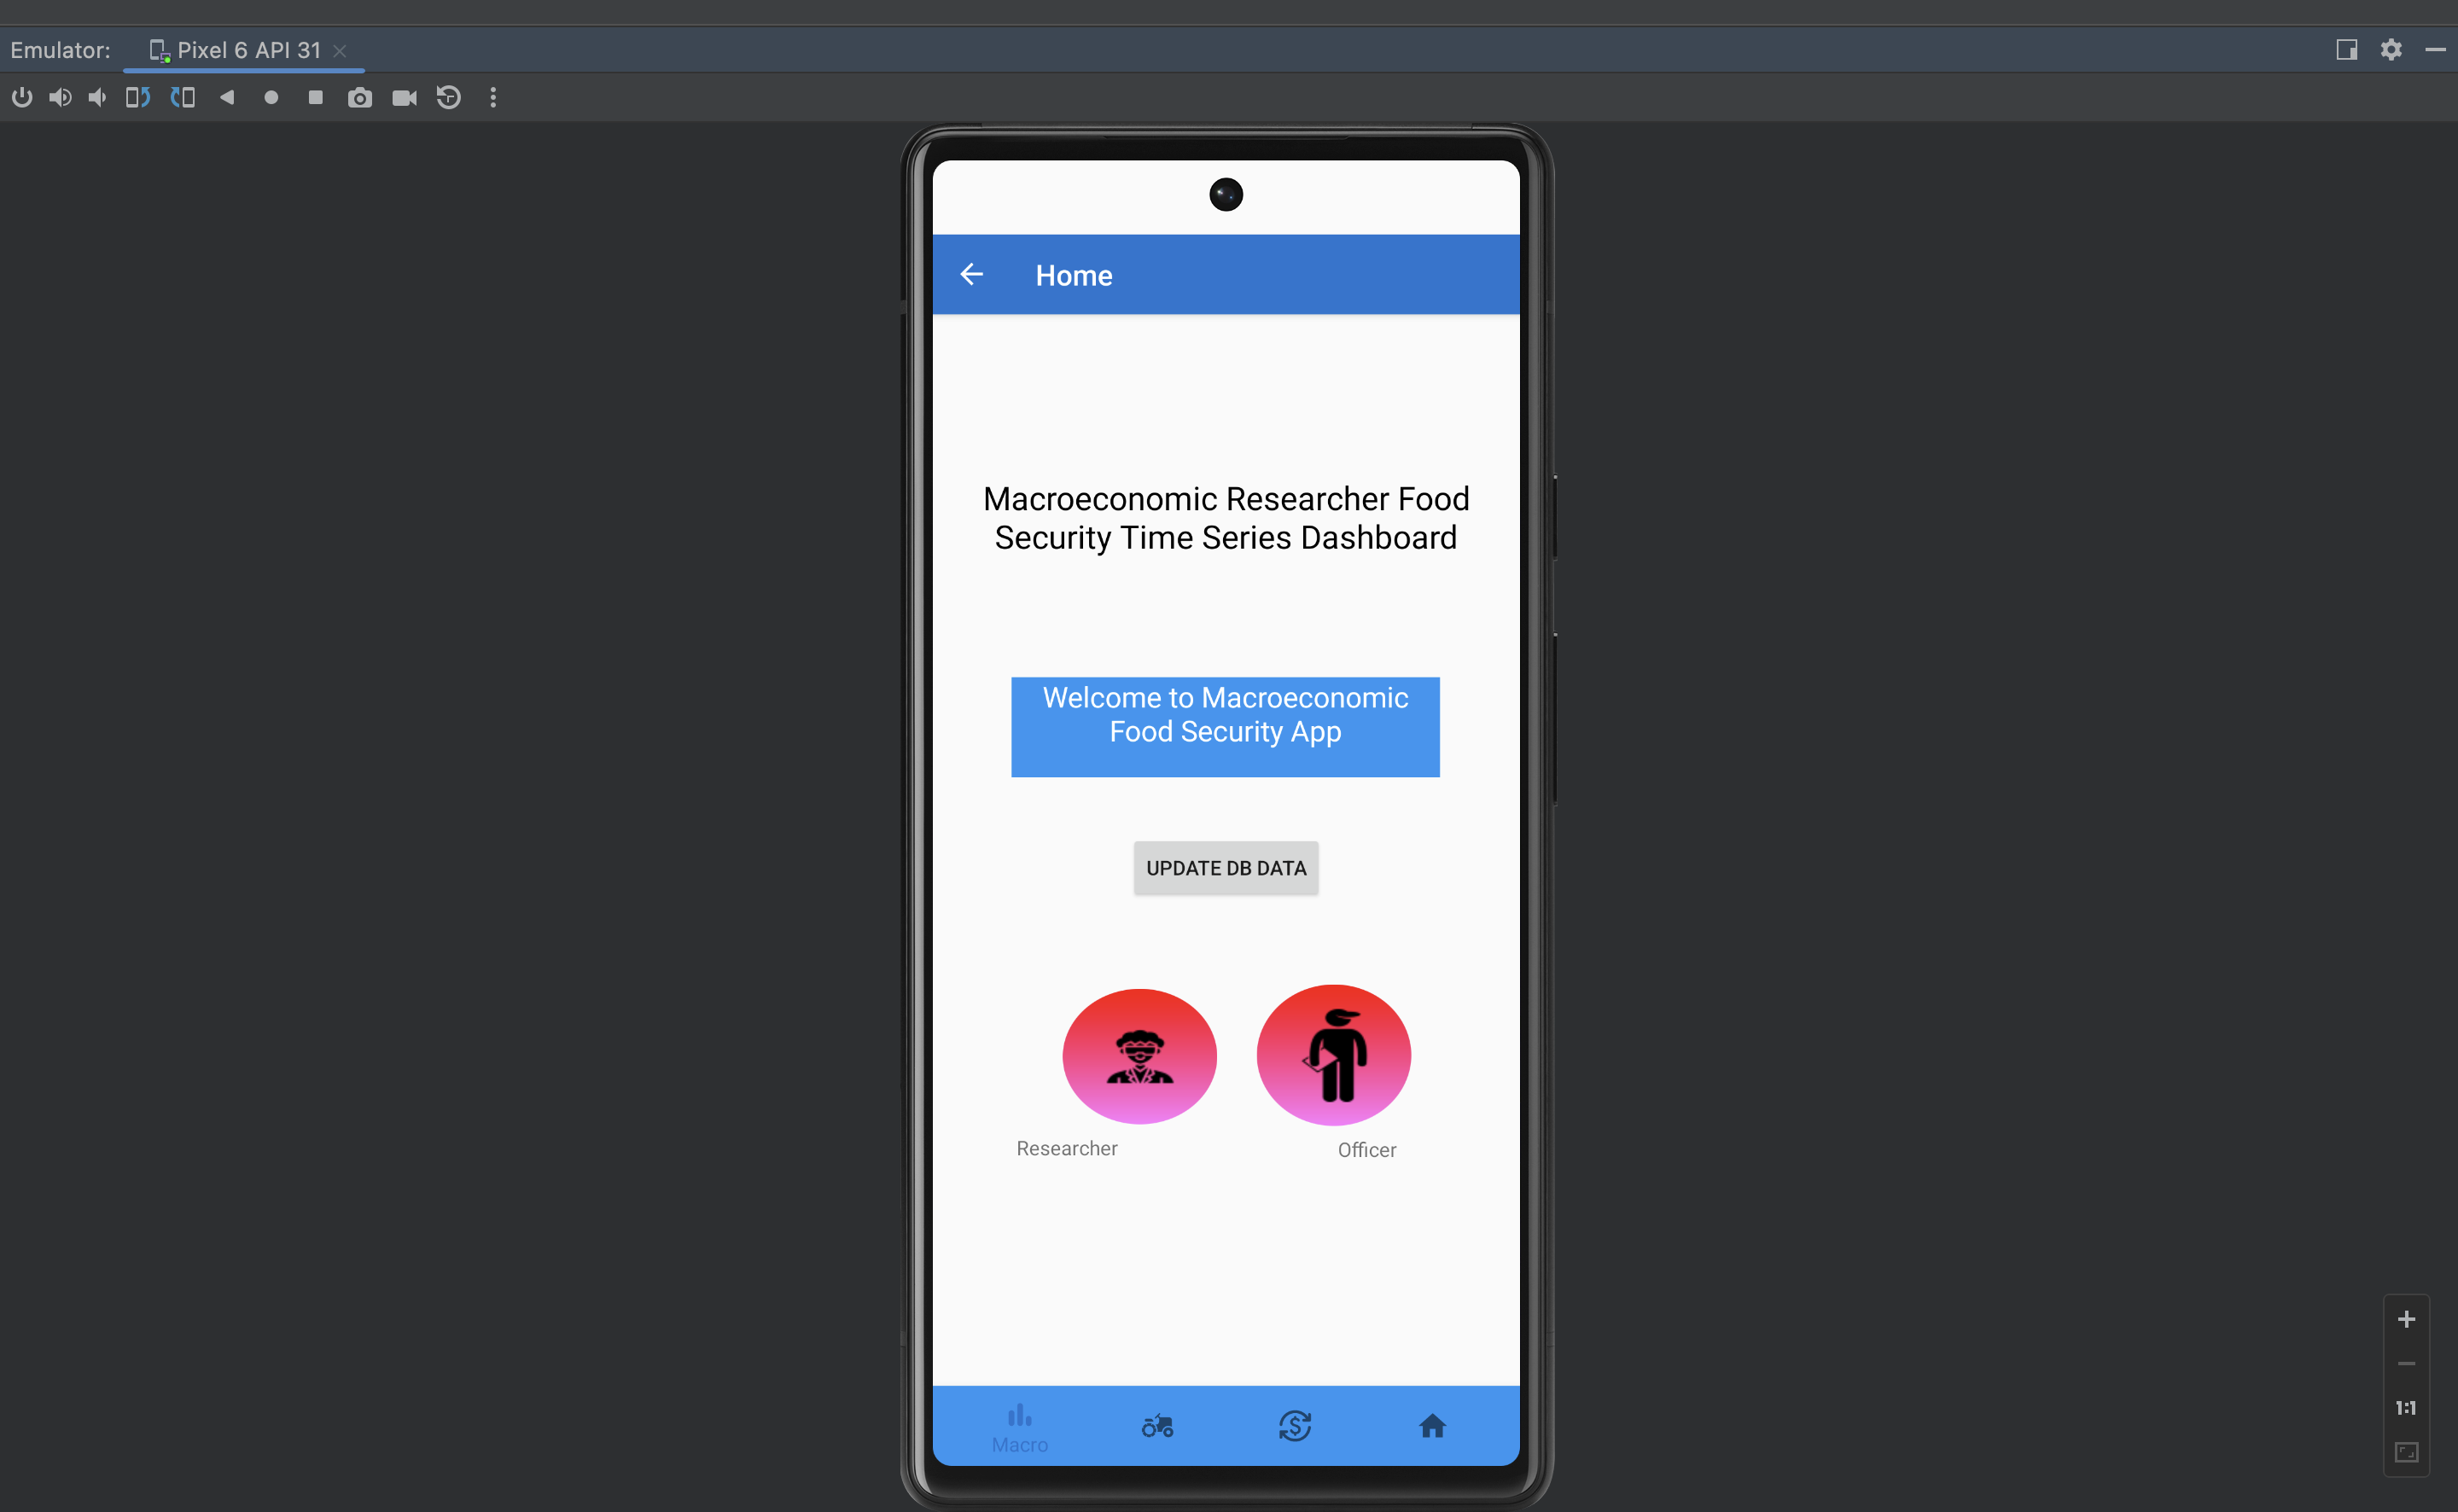 Emulator:
Pixel 6 API 31
Home
Macroeconomic Researcher Food
Security Time Series Dashboard
Welcome to Macroeconomic
Food Security App
UPDATE DB DATA
Researcher
Officer
Macro
1:1